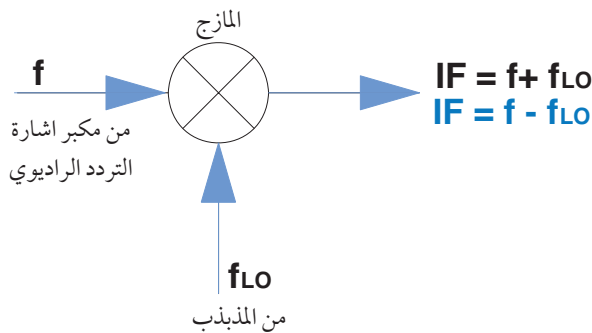 المازج
f
من مكبر اشارة
التردد الراديوي
IF = f+ fLO
IF = f - fLO
fLO
من المذبذب